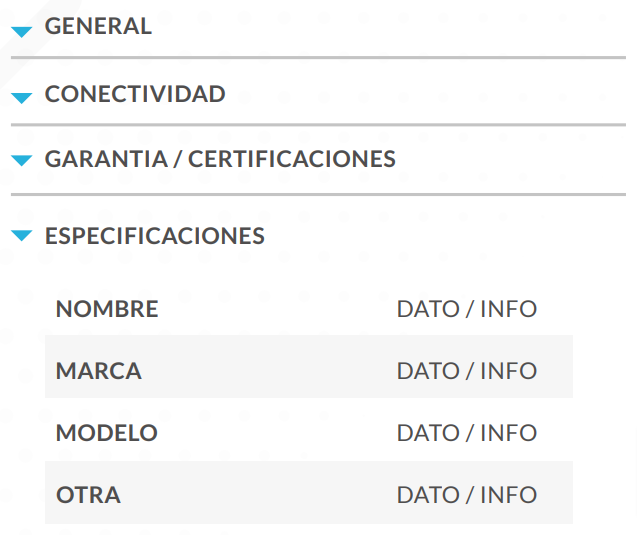 GENERAL
CONECTIVIDAD
GARANTIA / CERTIFICACIONES
ESPECIFICACIONES
NOMBRE DATO / INFO
MARCA DATO / INFO
MODELO DATO / INFO
OTRA DATO / INFO